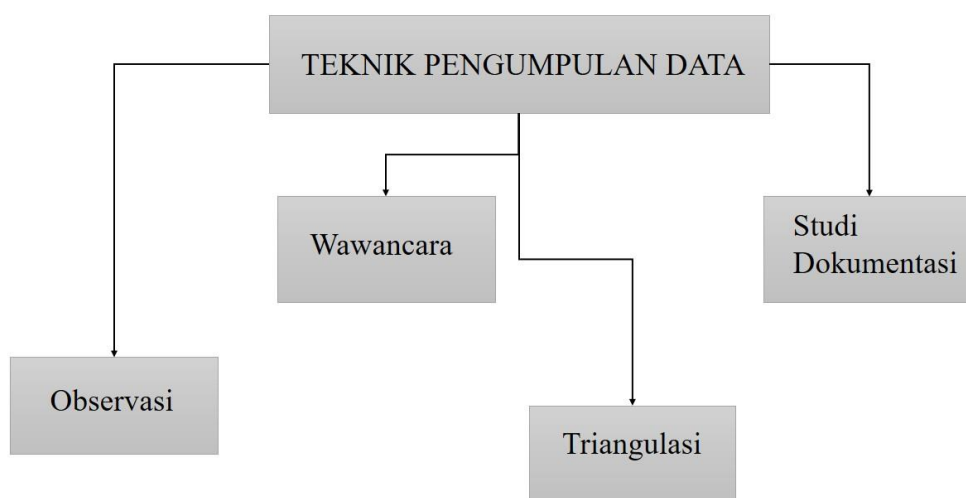 TEKNIK PENGUMPULAN DATA
Wawancara
Studi
Dokumentasi
Observasi
Triangulasi